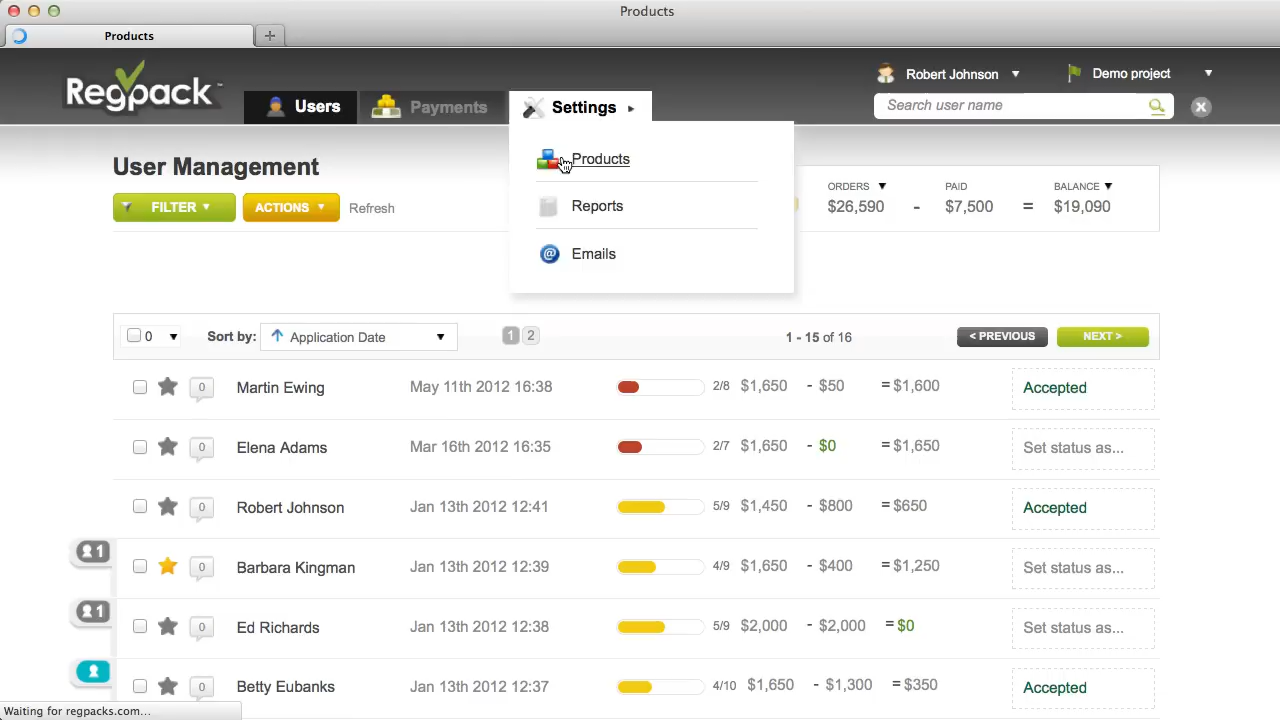 Products
Products
Regpack
Users
Payments
Settings
Robert Johnson
Demo project
Search user name
Products
Reports
Emails
User Management
FILTER
ACTIONS
Refresh
ORDERS PAID BALANCE
$26,590 - $7,500 = $19,090
0 Sort by: Application Date 1 2 1 - 15 of 16 < PREVIOUS NEXT >
0 Martin Ewing May 11th 2012 16:38 2/8 $1,650 - $50 =$1,600 Accepted
0 Elena Adams Mar 16th 2012 16:35 2/7 $1,650 - $0 =$1,650 Set status as...
0 Robert Johnson Jan 13th 2012 12:41 5/9 $1,450 - $800 =$650 Accepted
1 0 Barbara Kingman Jan 13th 2012 12:39 4/9 $1,650 - $400 =$1,250 Set status as...
1 0 Ed Richards Jan 13th 2012 12:38 5/9 $2,000 - $2,000 =$0 Set status as...
0 Betty Eubanks Jan 13th 2012 12:37 4/10 $1,650 - $1,300 =$350 Accepted
Waiting for regpacks.com...